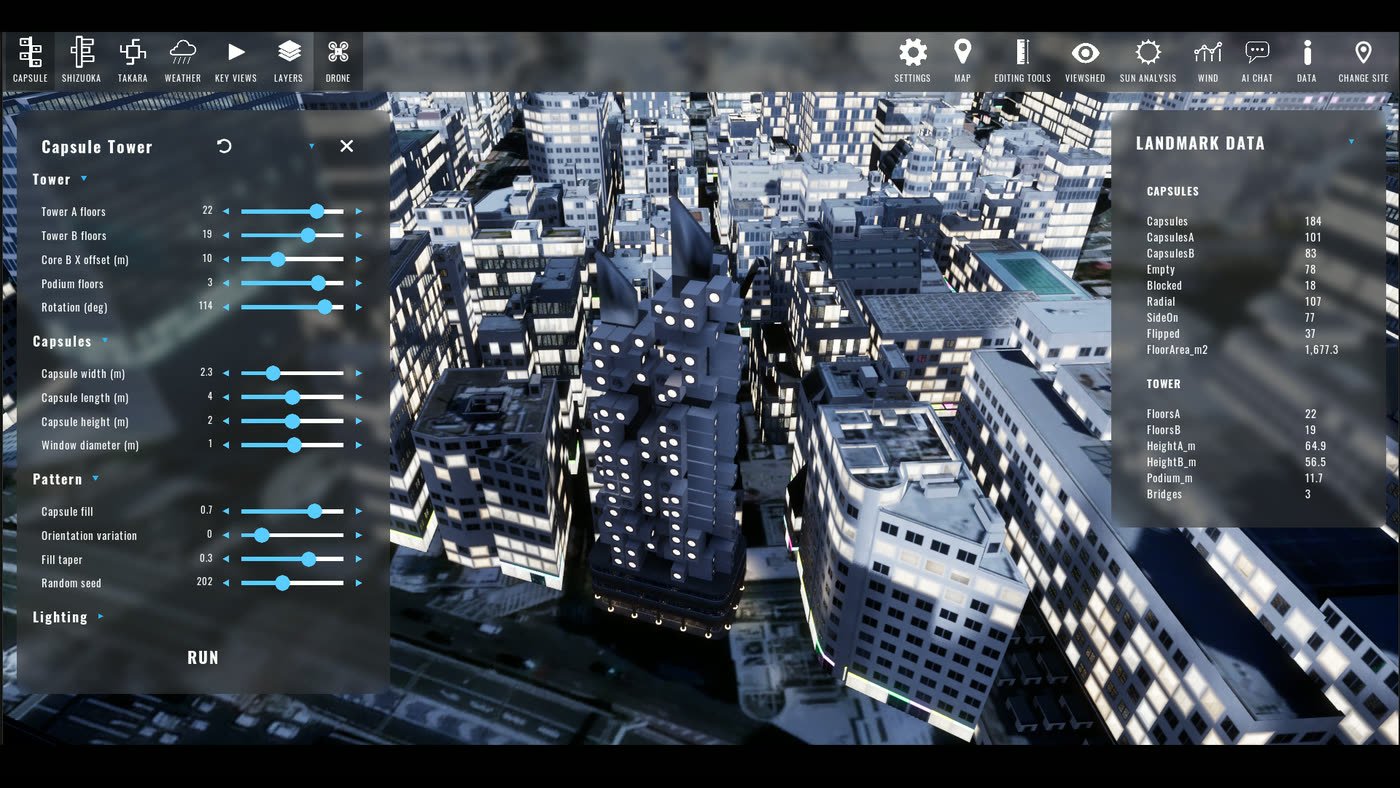 CAPSULE SHIZUOKA TAKARA WEATHER KEY VIEWS LAYERS DRONE SETTINGS MAP EDITING TOOLS VIEWSHED SUN ANALYSIS WIND AI CHAT DATA CHANGE SITE
Capsule Tower
Tower
Tower A floors 22
Tower B floors 19
Core B X offset (m) 10
Podium floors 3
Rotation (deg) 114
Capsules
Capsule width (m) 2.3
Capsule length (m) 4
Capsule height (m) 2
Window diameter (m) 1
Pattern
Capsule fill 0.7
Orientation variation 0
Fill taper 0.3
Random seed 202
Lighting
RUN
LANDMARK DATA
CAPSULES
Capsules 184
CapsulesA 101
CapsulesB 83
Empty 78
Blocked 18
Radial 107
SideOn 77
Flipped 37
FloorArea_m2 1,677.3
TOWER
FloorsA 22
FloorsB 19
HeightA_m 64.9
HeightB_m 56.5
Podium_m 11.7
Bridges 3